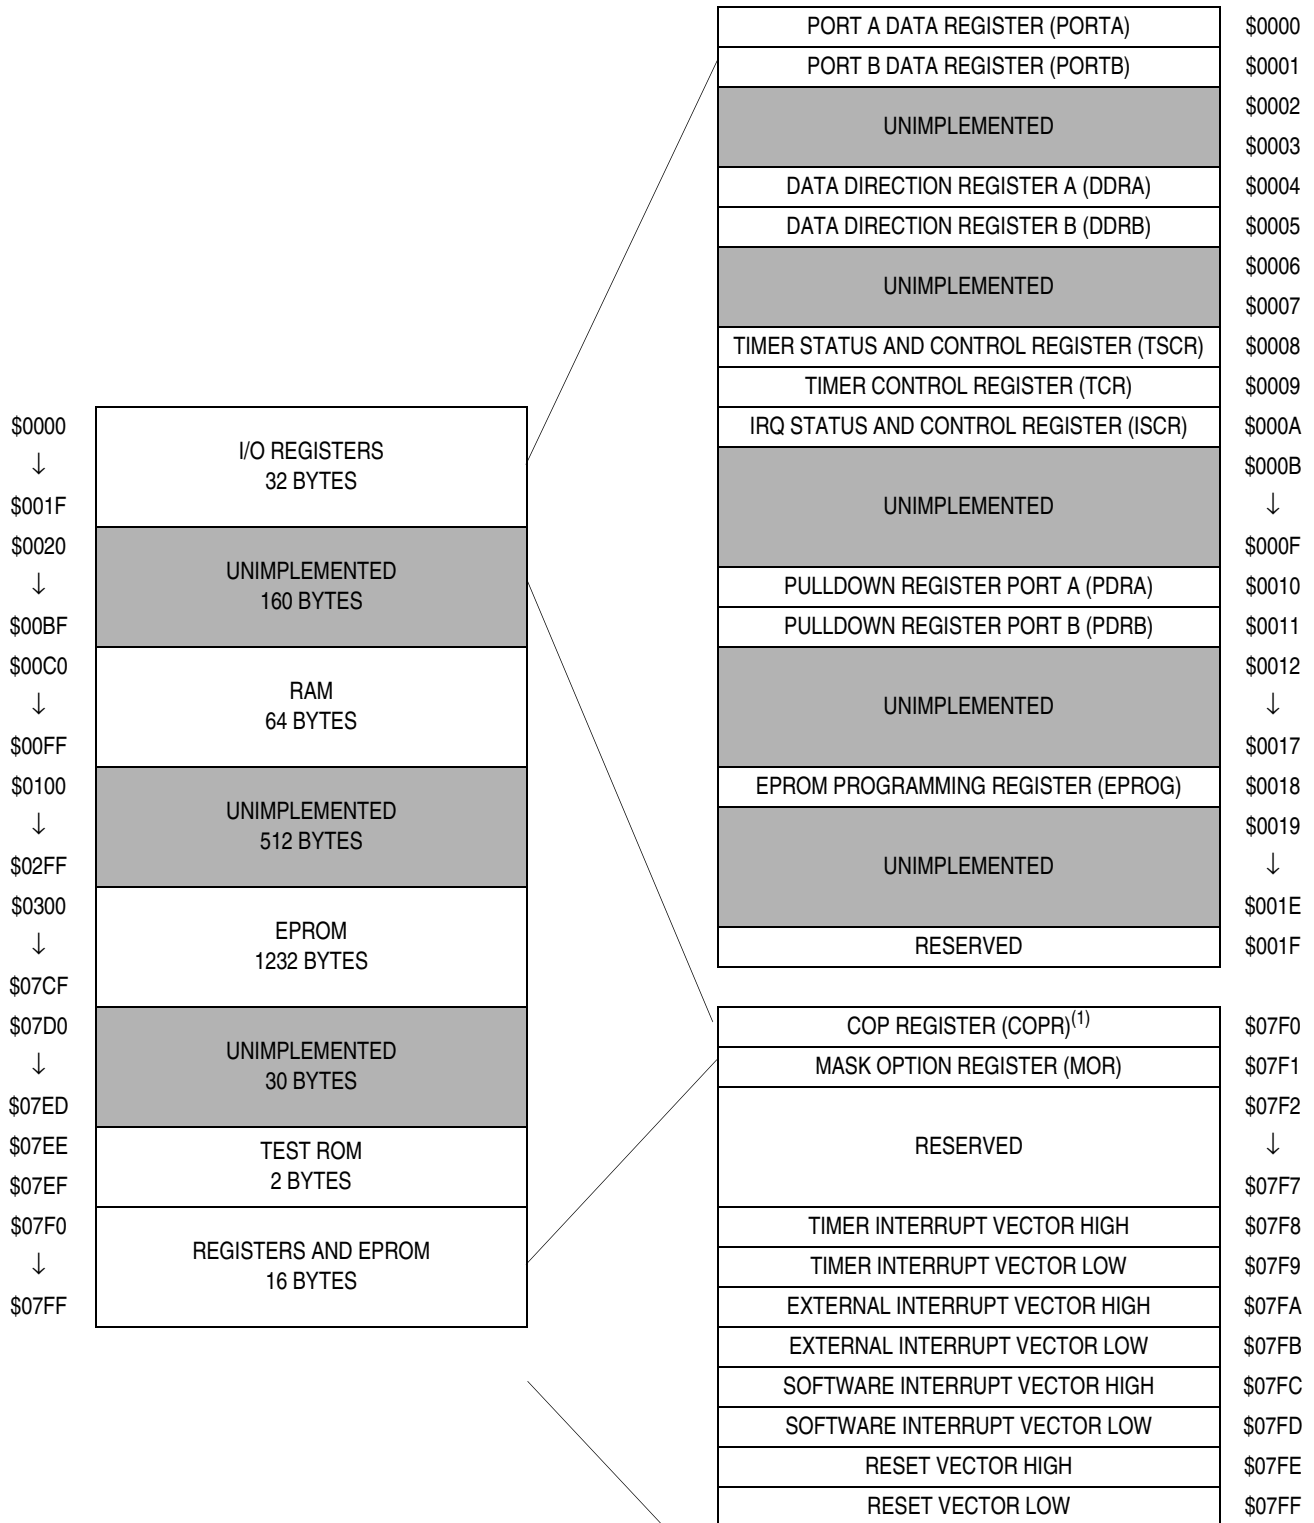 $0000
↓
$001F
I/O REGISTERS
32 BYTES
$0020
↓
$00BF
UNIMPLEMENTED
160 BYTES
$00C0
↓
$00FF
RAM
64 BYTES
$0100
↓
$02FF
UNIMPLEMENTED
512 BYTES
$0300
↓
$07CF
EPROM
1232 BYTES
$07D0
↓
$07ED
UNIMPLEMENTED
30 BYTES
$07EE
$07EF
TEST ROM
2 BYTES
$07F0
↓
$07FF
REGISTERS AND EPROM
16 BYTES
PORT A DATA REGISTER (PORTA) $0000
PORT B DATA REGISTER (PORTB) $0001
$0002
UNIMPLEMENTED
$0003
DATA DIRECTION REGISTER A (DDRA) $0004
DATA DIRECTION REGISTER B (DDRB) $0005
$0006
UNIMPLEMENTED
$0007
TIMER STATUS AND CONTROL REGISTER (TSCR) $0008
TIMER CONTROL REGISTER (TCR) $0009
IRQ STATUS AND CONTROL REGISTER (ISCR) $000A
$000B
UNIMPLEMENTED ↓
$000F
PULLDOWN REGISTER PORT A (PDRA) $0010
PULLDOWN REGISTER PORT B (PDRB) $0011
$0012
UNIMPLEMENTED ↓
$0017
EPROM PROGRAMMING REGISTER (EPROG) $0018
$0019
UNIMPLEMENTED ↓
$001E
RESERVED $001F
COP REGISTER (COPR)(1) $07F0
MASK OPTION REGISTER (MOR) $07F1
$07F2
RESERVED ↓
$07F7
TIMER INTERRUPT VECTOR HIGH $07F8
TIMER INTERRUPT VECTOR LOW $07F9
EXTERNAL INTERRUPT VECTOR HIGH $07FA
EXTERNAL INTERRUPT VECTOR LOW $07FB
SOFTWARE INTERRUPT VECTOR HIGH $07FC
SOFTWARE INTERRUPT VECTOR LOW $07FD
RESET VECTOR HIGH $07FE
RESET VECTOR LOW $07FF